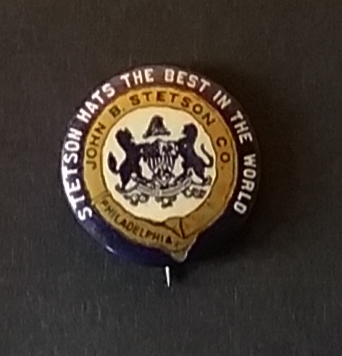 STETSON HATS THE BEST IN THE WORLD
JOHN B. STETSON CO.
PHILADELPHIA